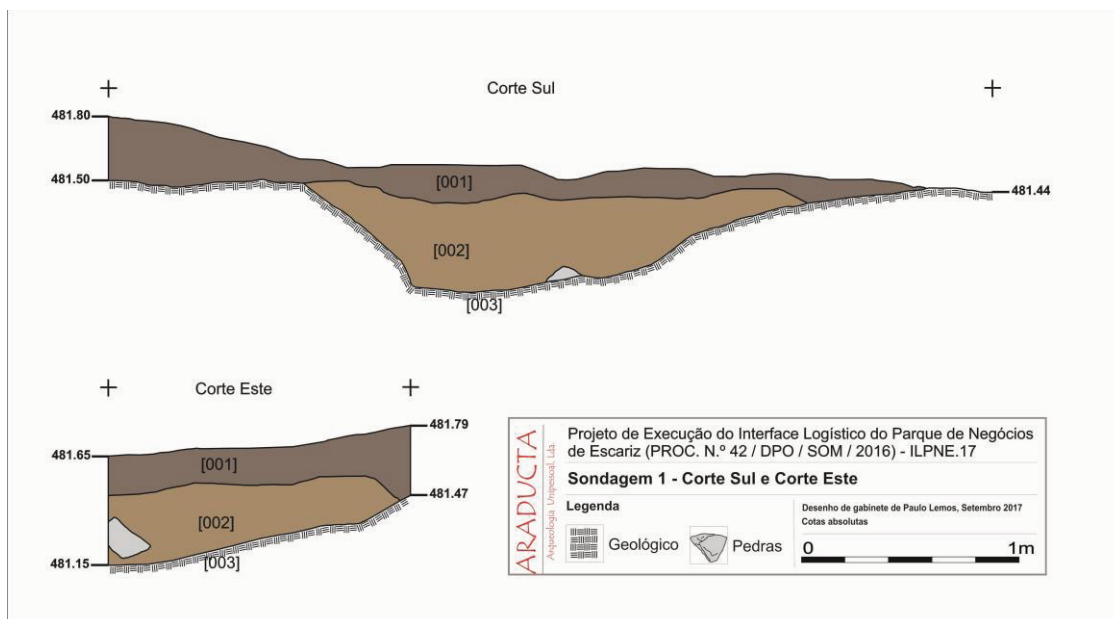 Corte Sul
481.80
481.50
481.44
[001]
[002]
[003]
Corte Este
481.79
481.65
481.47
481.15
[001]
[002]
[003]
ARADUCTA
Arqueologia Unipessoal, Lda.
Projeto de Execução do Interface Logístico do Parque de Negócios
de Escariz (PROC. N.º 42 / DPO / SOM / 2016) - ILPNE.17
Sondagem 1 - Corte Sul e Corte Este
Legenda
Geológico
Pedras
Desenho de gabinete de Paulo Lemos, Setembro 2017
Cotas absolutas
0 1m